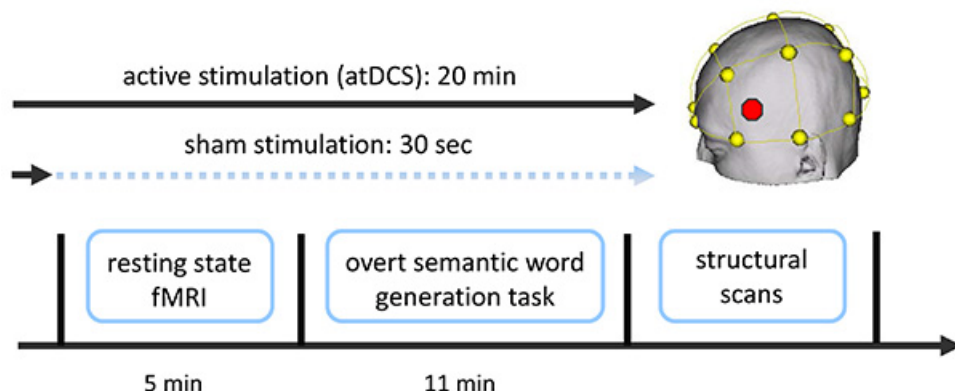 active stimulation (atDCS): 20 min
sham stimulation: 30 sec
resting state
fMRI
overt semantic word
generation task
structural
scans
5 min
11 min